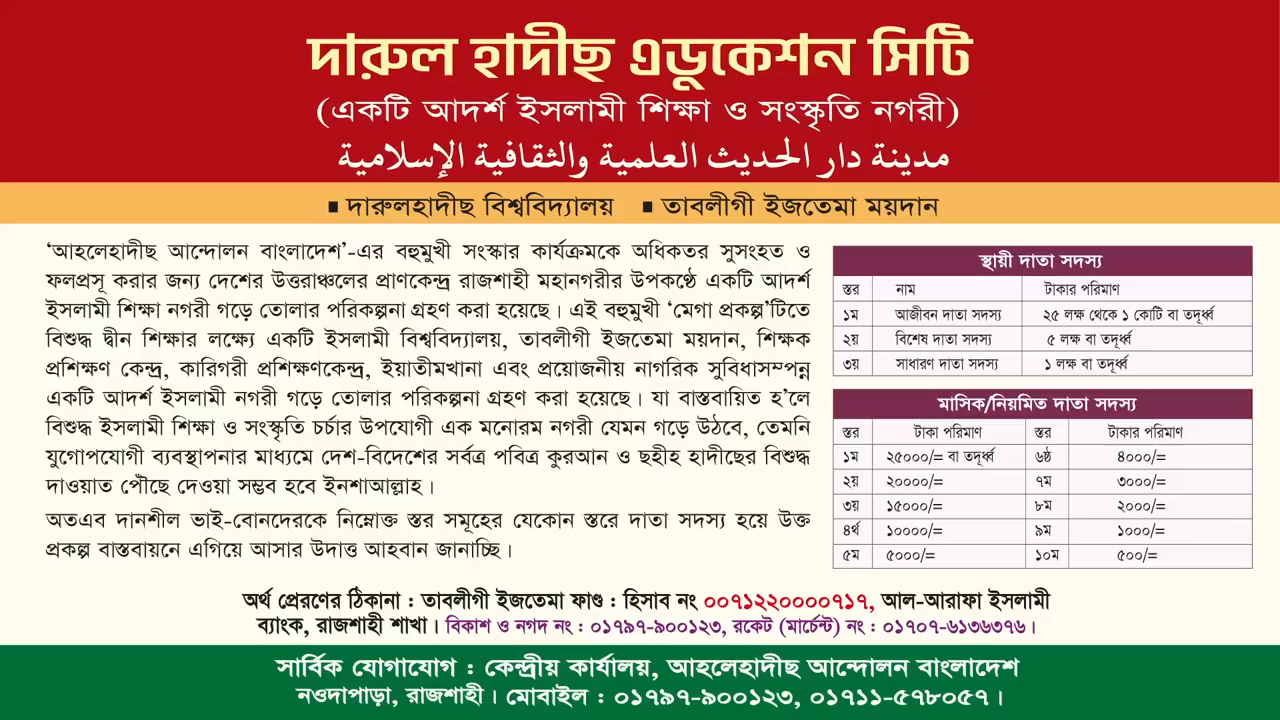 দারুল হাদীছ এডুকেশন সিটি
(একটি আদর্শ ইসলামী শিক্ষা ও সংস্কৃতি নগরী)
مدينة دار الحديث العلمية والثقافية الإسلامية
■ দারুলহাদীছ বিশ্ববিদ্যালয় ■ তাবলীগী ইজতেমা ময়দান
‘আহলেহাদীছ আন্দোলন বাংলাদেশ’-এর বহুমুখী সংস্কার কার্যক্রমকে অধিকতর সুসংহত ও
ফলপ্রসূ করার জন্য দেশের উত্তরাঞ্চলের প্রাণকেন্দ্র রাজশাহী মহানগরীর উপকণ্ঠে একটি আদর্শ
ইসলামী শিক্ষা নগরী গড়ে তোলার পরিকল্পনা গ্রহণ করা হয়েছে। এই বহুমুখী ‘মেগা প্রকল্প’টিতে
বিশুদ্ধ দ্বীন শিক্ষার লক্ষ্যে একটি ইসলামী বিশ্ববিদ্যালয়, তাবলীগী ইজতেমা ময়দান, শিক্ষক
প্রশিক্ষণ কেন্দ্র, কারিগরী প্রশিক্ষণকেন্দ্র, ইয়াতীমখানা এবং প্রয়োজনীয় নাগরিক সুবিধাসম্পন্ন
একটি আদর্শ ইসলামী নগরী গড়ে তোলার পরিকল্পনা গ্রহণ করা হয়েছে। যা বাস্তবায়িত হ’লে
বিশুদ্ধ ইসলামী শিক্ষা ও সংস্কৃতি চর্চার উপযোগী এক মনোরম নগরী যেমন গড়ে উঠবে, তেমনি
যুগোপযোগী ব্যবস্থাপনার মাধ্যমে দেশ-বিদেশের সর্বত্র পবিত্র কুরআন ও ছহীহ হাদীছের বিশুদ্ধ
দাওয়াত পৌঁছে দেওয়া সম্ভব হবে ইনশাআল্লাহ।
অতএব দানশীল ভাই-বোনদেরকে নিম্নোক্ত স্তর সমূহের যেকোন স্তরে দাতা সদস্য হয়ে উক্ত
প্রকল্প বাস্তবায়নে এগিয়ে আসার উদাত্ত আহবান জানাচ্ছি।
স্থায়ী দাতা সদস্য
স্তর নাম টাকার পরিমাণ
১ম আজীবন দাতা সদস্য ২৫ লক্ষ থেকে ১ কোটি বা তদূর্ধ্ব
২য় বিশেষ দাতা সদস্য ৫ লক্ষ বা তদূর্ধ্ব
৩য় সাধারণ দাতা সদস্য ১ লক্ষ বা তদূর্ধ্ব
মাসিক/নিয়মিত দাতা সদস্য
স্তর টাকা পরিমাণ স্তর টাকার পরিমাণ
১ম ২৫০০০/= বা তদূর্ধ্ব ৬ষ্ঠ ৪০০০/=
২য় ২০০০০/= ৭ম ৩০০০/=
৩য় ১৫০০০/= ৮ম ২০০০/=
৪র্থ ১০০০০/= ৯ম ১০০০/=
৫ম ৫০০০/= ১০ম ৫০০/=
অর্থ প্রেরণের ঠিকানা : তাবলীগী ইজতেমা ফাণ্ড : হিসাব নং ০০৭১২২০০০০৭১৭, আল-আরাফা ইসলামী
ব্যাংক, রাজশাহী শাখা। বিকাশ ও নগদ নং : ০১৭৯৭-৯০০১২৩, রকেট (মার্চেন্ট) নং : ০১৭০৭-৬১৩৬৩৭৬।
সার্বিক যোগাযোগ : কেন্দ্রীয় কার্যালয়, আহলেহাদীছ আন্দোলন বাংলাদেশ
নওদাপাড়া, রাজশাহী। মোবাইল : ০১৭৯৭-৯০০১২৩, ০১৭১১-৫৭৮০৫৭।